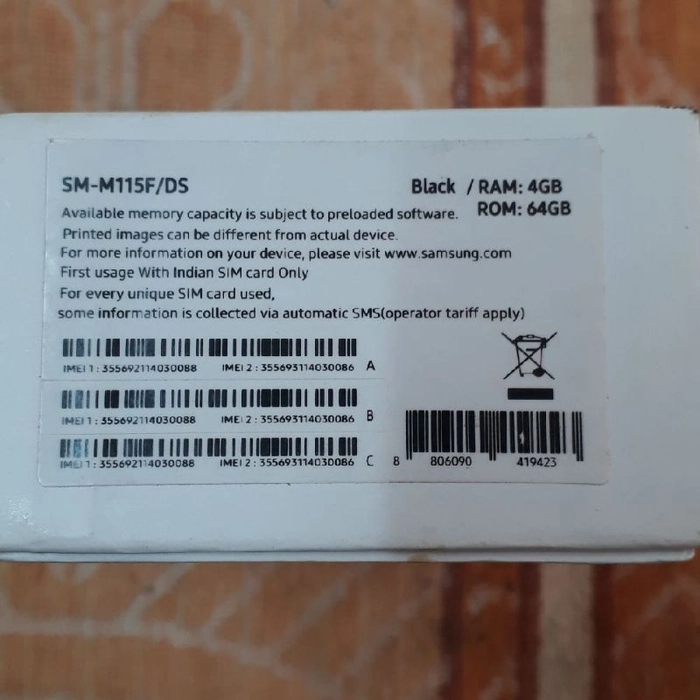 SM-M115F/DS Black / RAM: 4GB
ROM: 64GB
Available memory capacity is subject to preloaded software.
Printed images can be different from actual device.
For more information on your device, please visit www.samsung.com
First usage With Indian SIM card Only
For every unique SIM card used,
some information is collected via automatic SMS(operator tariff apply)
IMEI 1 : 355692114030088 IMEI 2 : 355693114030086 A
IMEI 1 : 355692114030088 IMEI 2 : 355693114030086 B
IMEI 1 : 355692114030088 IMEI 2 : 355693114030086 C
8 806090 419423